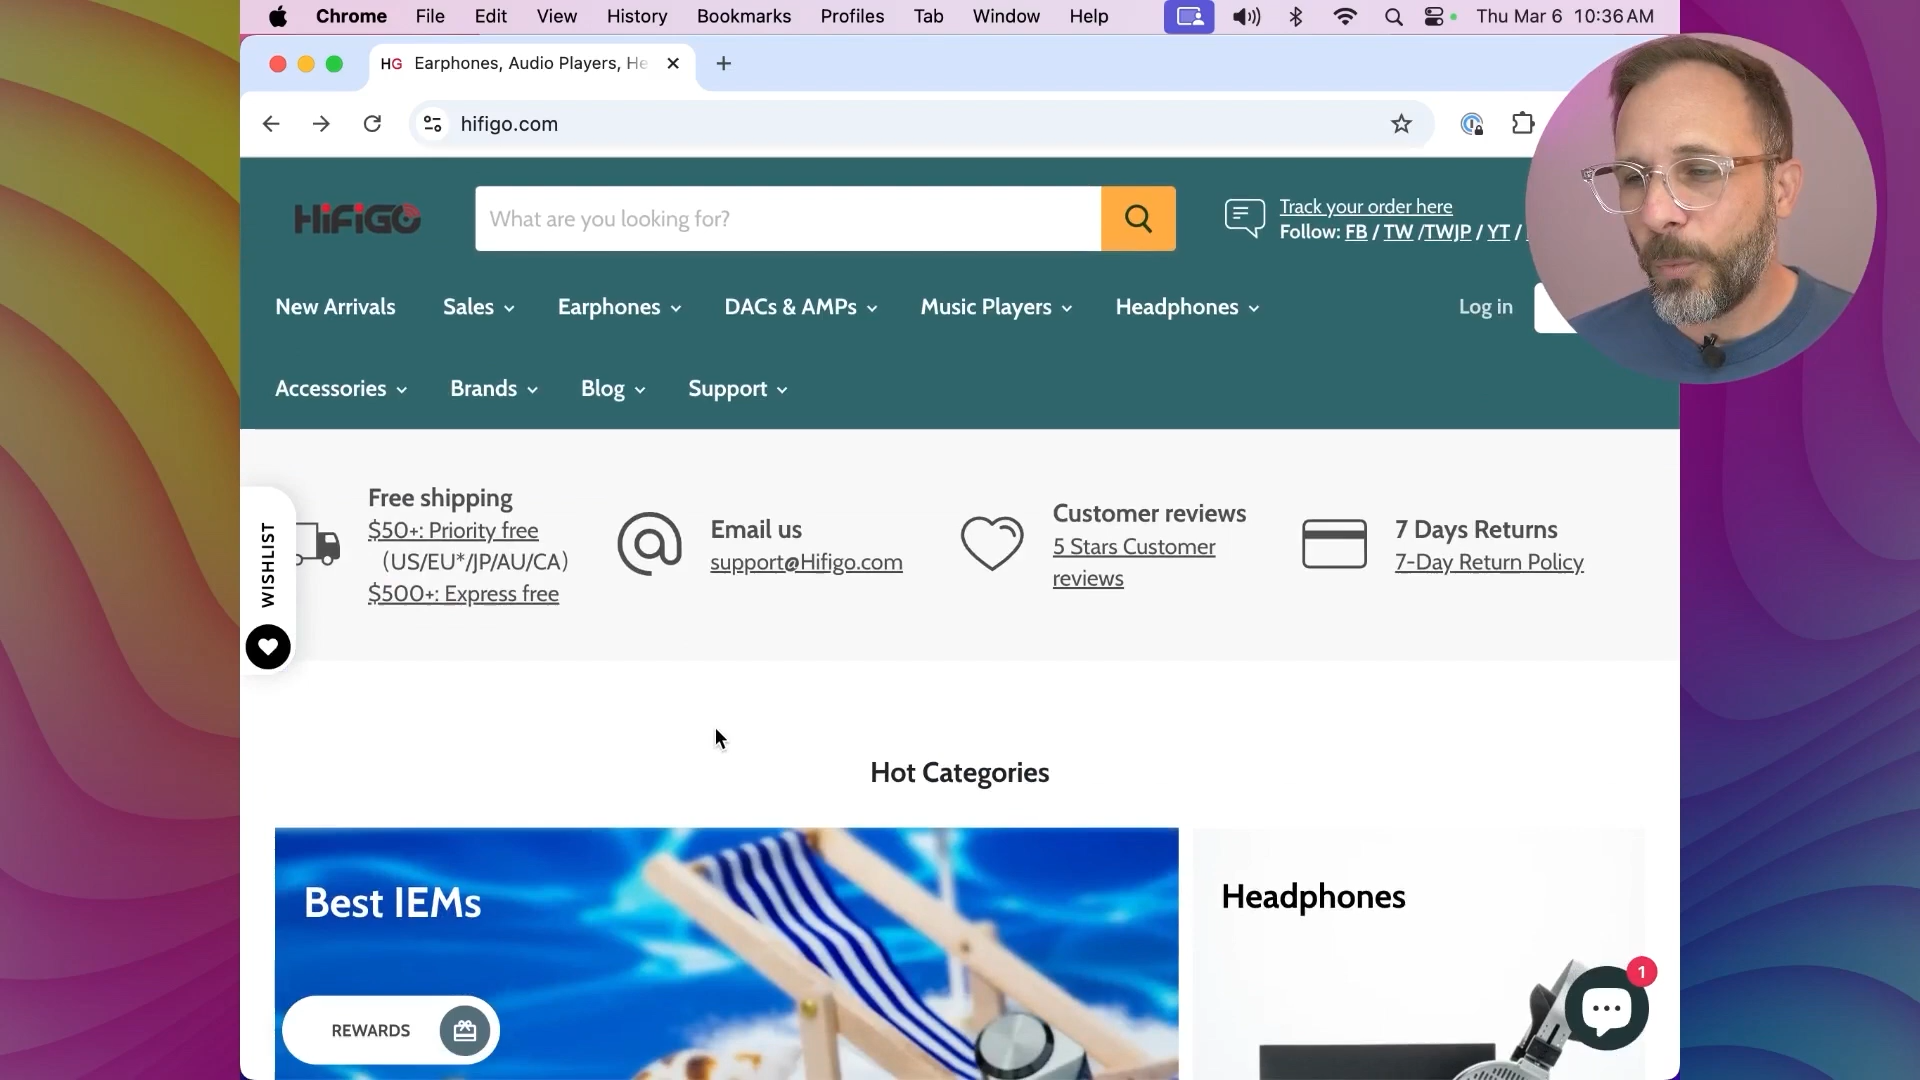 Chrome File Edit View History Bookmarks Profiles Tab Window Help Thu Mar 6 10:36 AM
HG Earphones, Audio Players, He
hifigo.com
HiFiGO
What are you looking for?
Track your order here
Follow: FB / TW /TWJP / YT /
New Arrivals Sales Earphones DACs & AMPs Music Players Headphones Log in
Accessories Brands Blog Support
WISHLIST
Free shipping
$50+: Priority free
(US/EU*/JP/AU/CA)
$500+: Express free
Email us
support@Hifigo.com
Customer reviews
5 Stars Customer
reviews
7 Days Returns
7-Day Return Policy
Hot Categories
Best IEMs
Headphones
REWARDS
1